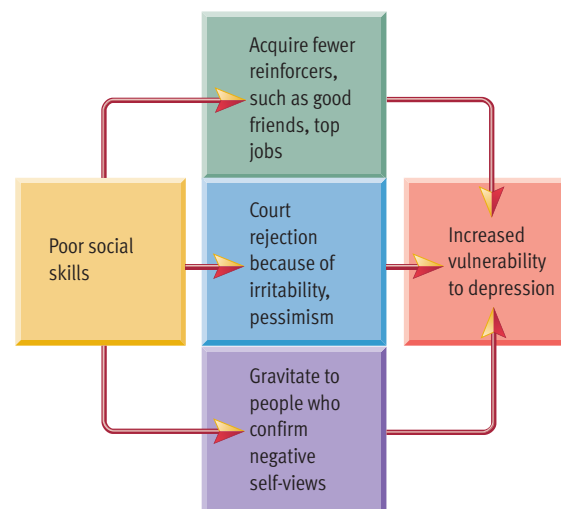 Poor social
skills
Acquire fewer
reinforcers,
such as good
friends, top
jobs
Court
rejection
because of
irritability,
pessimism
Gravitate to
people who
confirm
negative
self-views
Increased
vulnerability
to depression